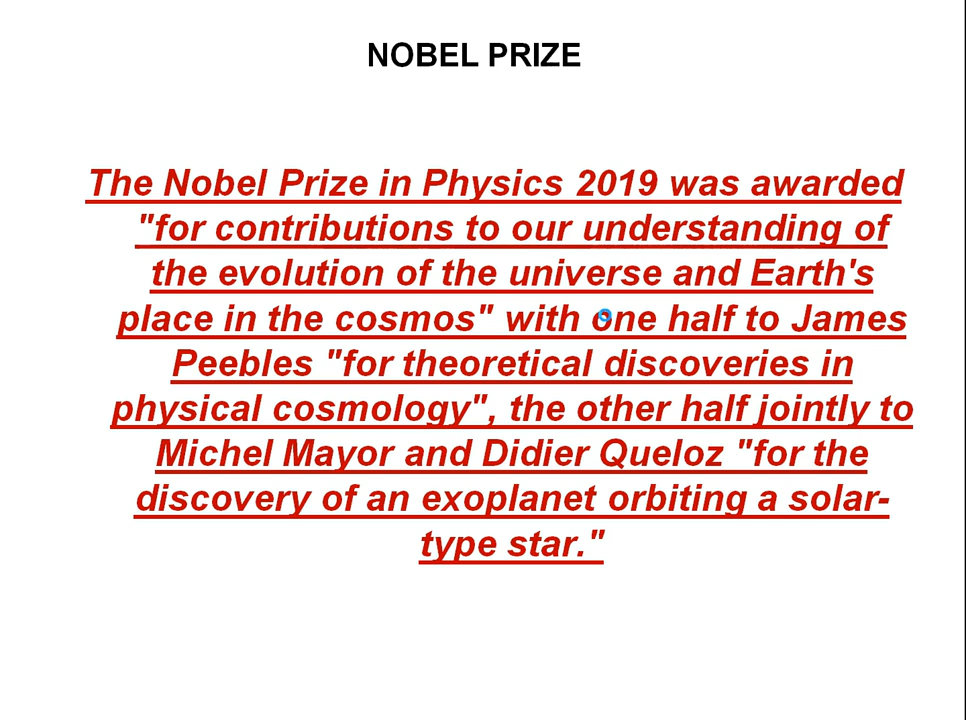 NOBEL PRIZE
The Nobel Prize in Physics 2019 was awarded
"for contributions to our understanding of
the evolution of the universe and Earth's
place in the cosmos" with one half to James
Peebles "for theoretical discoveries in
physical cosmology", the other half jointly to
Michel Mayor and Didier Queloz "for the
discovery of an exoplanet orbiting a solar-
type star."